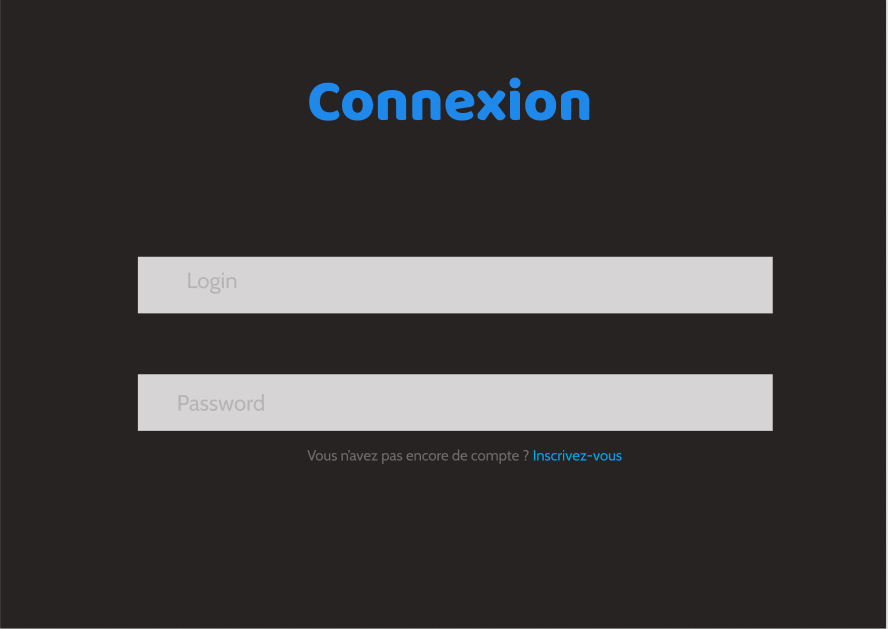 Connexion
Login
Password
Vous n'avez pas encore de compte ? Inscrivez-vous